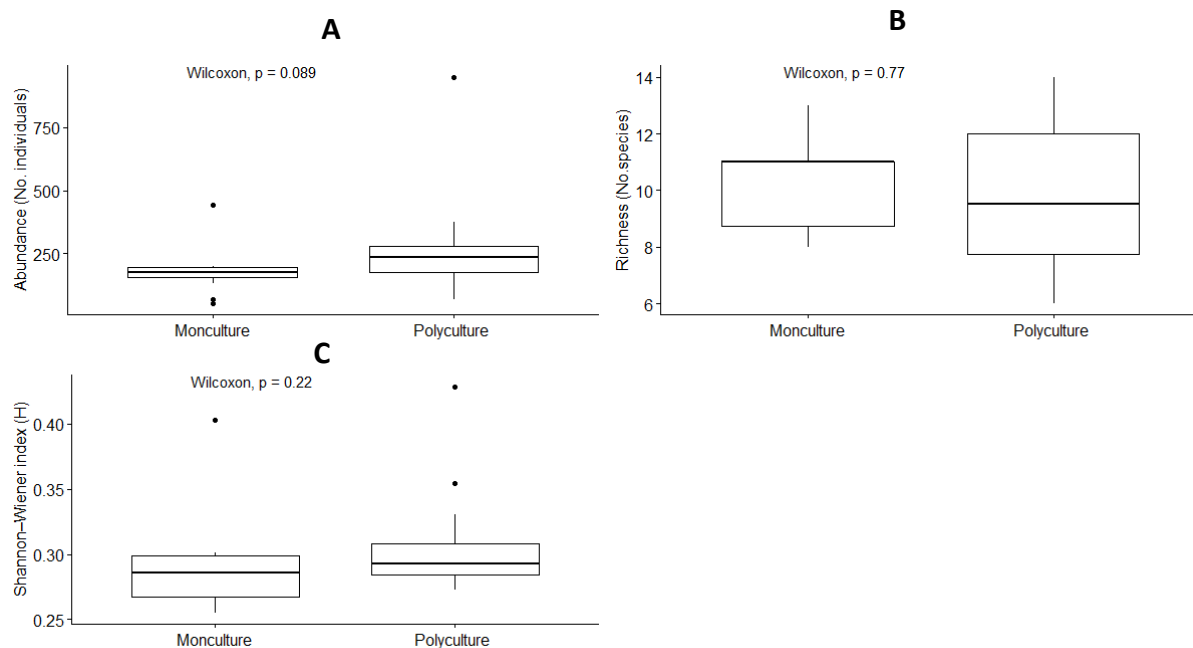 A
Wilcoxon, p = 0.089
Abundance (No. individuals)
750
500
250
Monculture
Polyculture
B
Wilcoxon, p = 0.77
Richness (No.species)
14
12
10
8
6
Monculture
Polyculture
C
Wilcoxon, p = 0.22
Shannon–Wiener index (H)
0.40
0.35
0.30
0.25
Monculture
Polyculture